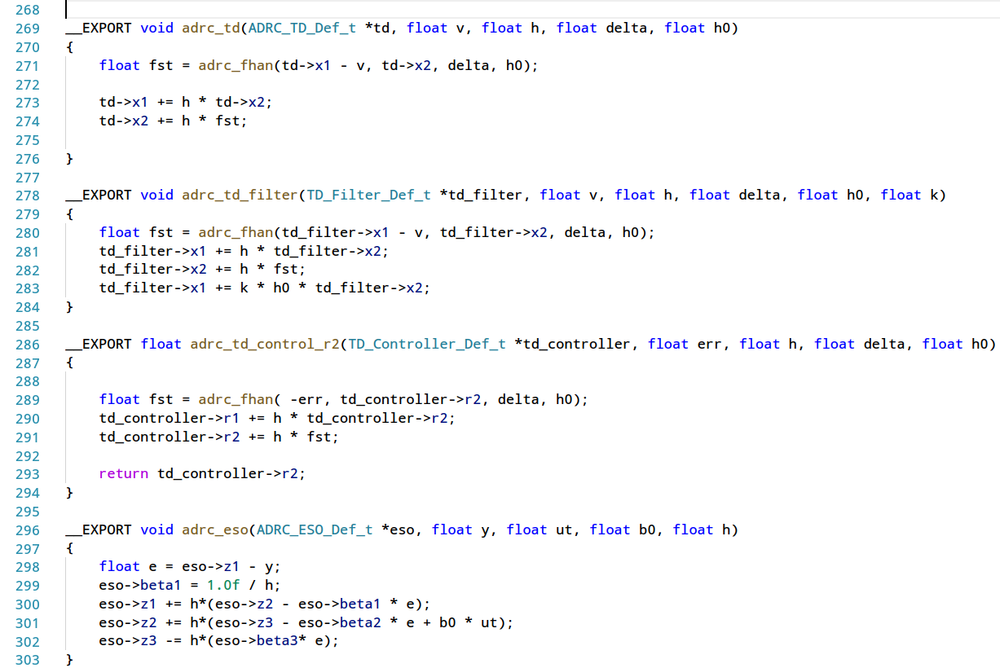 268
269 __EXPORT void adrc_td(ADRC_TD_Def_t *td, float v, float h, float delta, float h0)
270 {
271     float fst = adrc_fhan(td->x1 - v, td->x2, delta, h0);
272
273     td->x1 += h * td->x2;
274     td->x2 += h * fst;
275
276 }
277
278 __EXPORT void adrc_td_filter(TD_Filter_Def_t *td_filter, float v, float h, float delta, float h0, float k)
279 {
280     float fst = adrc_fhan(td_filter->x1 - v, td_filter->x2, delta, h0);
281     td_filter->x1 += h * td_filter->x2;
282     td_filter->x2 += h * fst;
283     td_filter->x1 += k * h0 * td_filter->x2;
284 }
285
286 __EXPORT float adrc_td_control_r2(TD_Controller_Def_t *td_controller, float err, float h, float delta, float h0)
287 {
288
289     float fst = adrc_fhan( -err, td_controller->r2, delta, h0);
290     td_controller->r1 += h * td_controller->r2;
291     td_controller->r2 += h * fst;
292
293     return td_controller->r2;
294 }
295
296 __EXPORT void adrc_eso(ADRC_ESO_Def_t *eso, float y, float ut, float b0, float h)
297 {
298     float e = eso->z1 - y;
299     eso->beta1 = 1.0f / h;
300     eso->z1 += h*(eso->z2 - eso->beta1 * e);
301     eso->z2 += h*(eso->z3 - eso->beta2 * e + b0 * ut);
302     eso->z3 -= h*(eso->beta3* e);
303 }